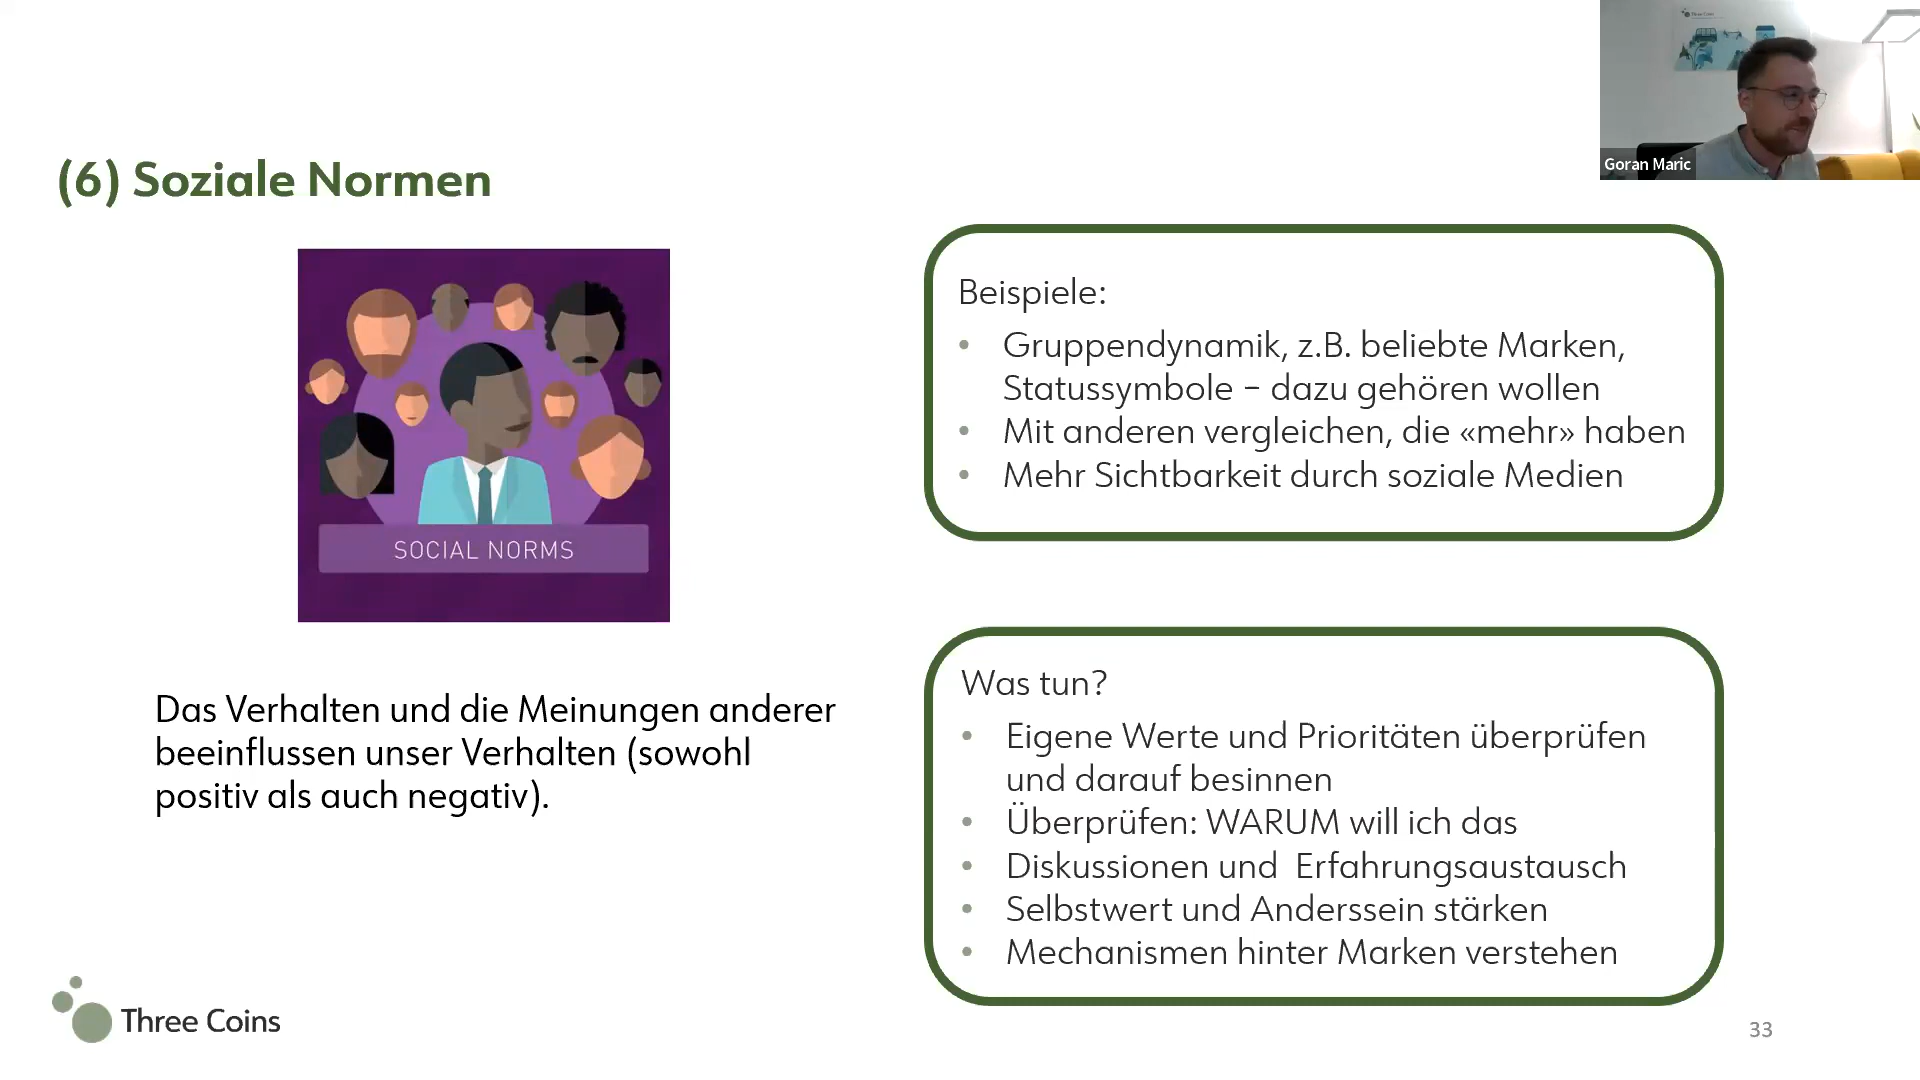 Goran Maric
(6) Soziale Normen
SOCIAL NORMS
Das Verhalten und die Meinungen anderer
beeinflussen unser Verhalten (sowohl
positiv als auch negativ).
Beispiele:
• Gruppendynamik, z.B. beliebte Marken,
Statussymbole – dazu gehören wollen
• Mit anderen vergleichen, die «mehr» haben
• Mehr Sichtbarkeit durch soziale Medien
Was tun?
• Eigene Werte und Prioritäten überprüfen
und darauf besinnen
• Überprüfen: WARUM will ich das
• Diskussionen und  Erfahrungsaustausch
• Selbstwert und Anderssein stärken
• Mechanismen hinter Marken verstehen
Three Coins
33